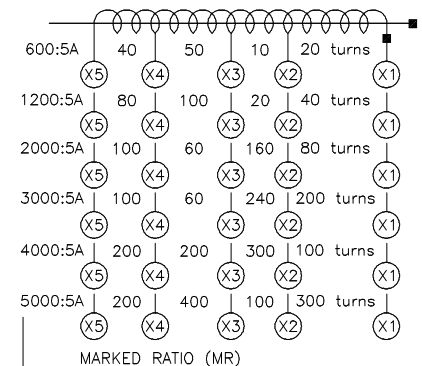 600:5A 40 50 10 20 turns
X5 X4 X3 X2 X1
1200:5A 80 100 20 40 turns
X5 X4 X3 X2 X1
2000:5A 100 60 160 80 turns
X5 X4 X3 X2 X1
3000:5A 100 60 240 200 turns
X5 X4 X3 X2 X1
4000:5A 200 200 300 100 turns
X5 X4 X3 X2 X1
5000:5A 200 400 100 300 turns
X5 X4 X3 X2 X1
MARKED RATIO (MR)